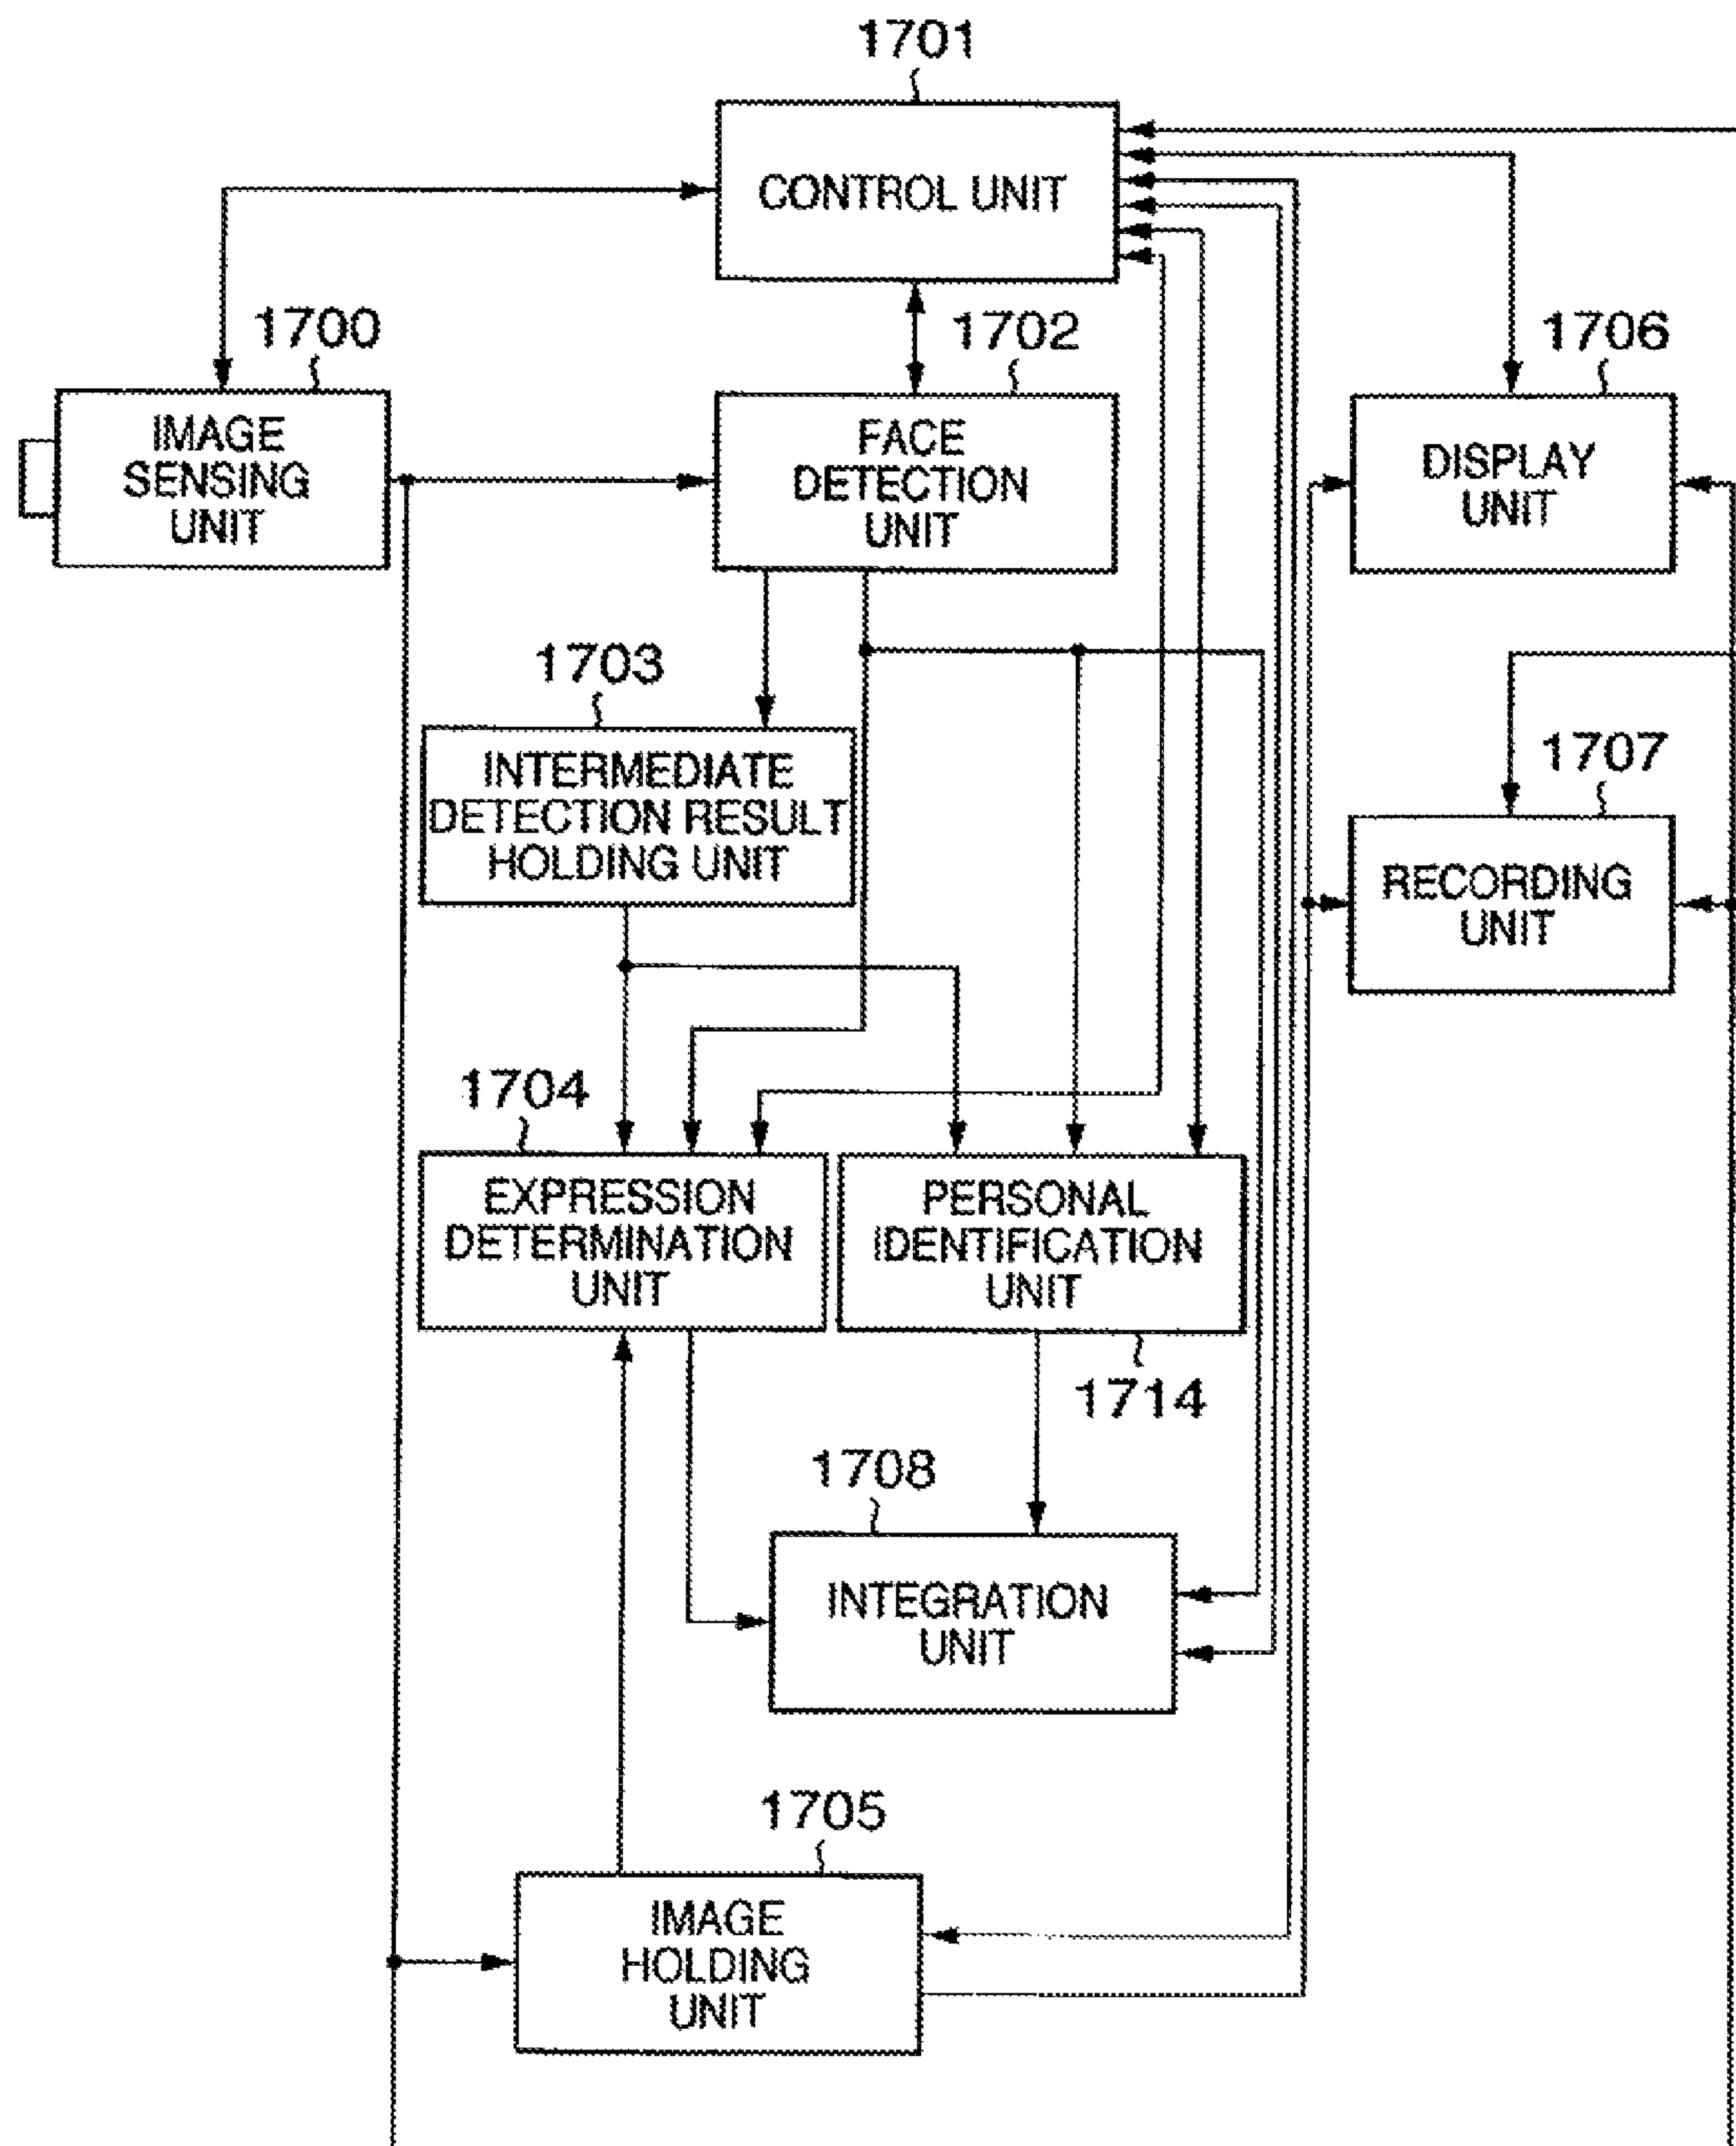 1701
CONTROL UNIT
1700
IMAGE
SENSING
UNIT
1702
FACE
DETECTION
UNIT
1706
DISPLAY
UNIT
1703
INTERMEDIATE
DETECTION RESULT
HOLDING UNIT
1707
RECORDING
UNIT
1704
EXPRESSION
DETERMINATION
UNIT
PERSONAL
IDENTIFICATION
UNIT
1714
1708
INTEGRATION
UNIT
1705
IMAGE
HOLDING
UNIT